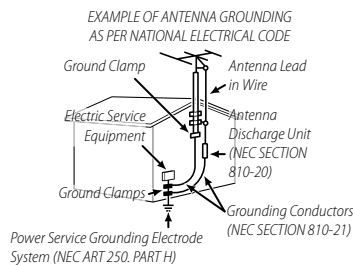 EXAMPLE OF ANTENNA GROUNDING
AS PER NATIONAL ELECTRICAL CODE
Ground Clamp
Antenna Lead
in Wire
Electric Service
Equipment
Antenna
Discharge Unit
(NEC SECTION
810-20)
Ground Clamps
Grounding Conductors
(NEC SECTION 810-21)
Power Service Grounding Electrode
System (NEC ART 250. PART H)